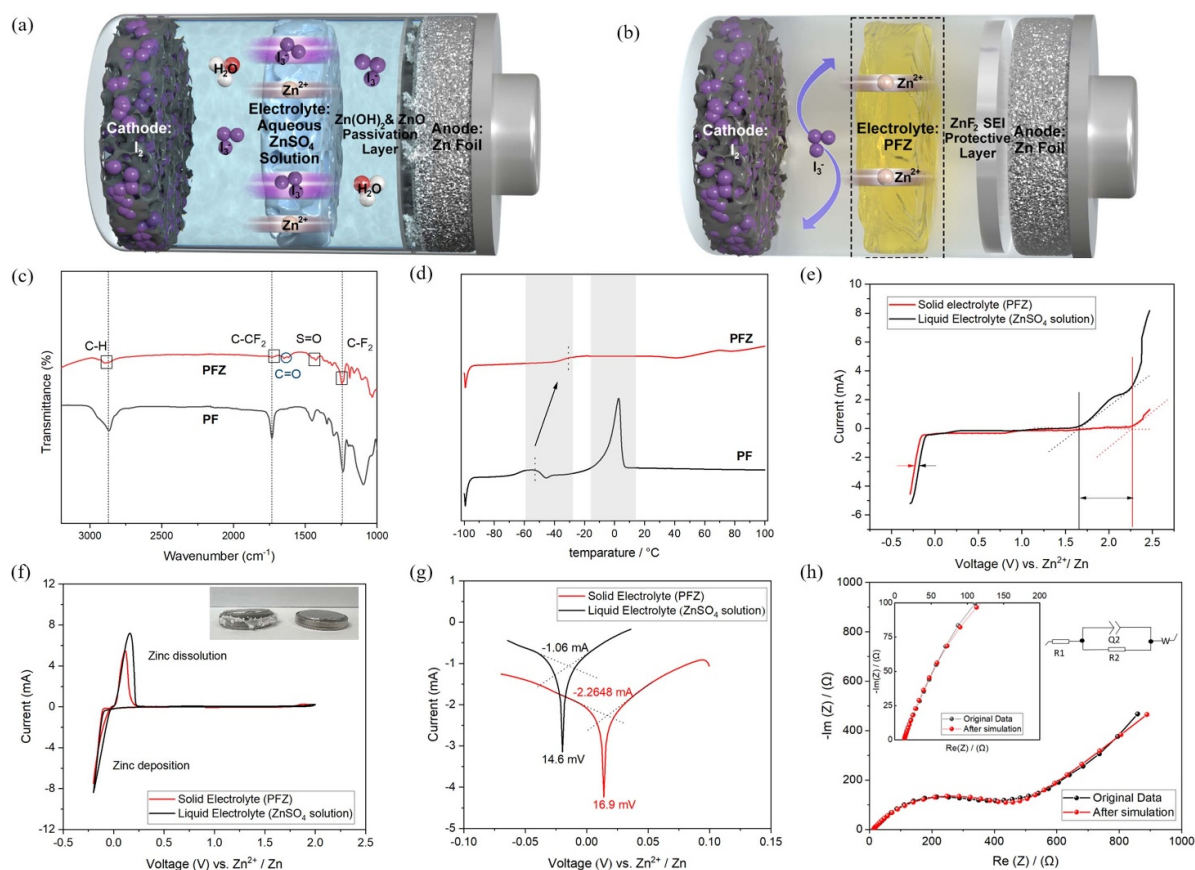 (a)
H₂O
I₃⁻
I₃⁻
Zn²⁺
Cathode:
I₂
Electrolyte:
Aqueous
ZnSO₄
Solution
Zn(OH)₂& ZnO
Passivation
Layer
Anode:
Zn Foil
I₃⁻
I₃⁻
H₂O
Zn²⁺
(b)
Cathode:
I₂
I₃⁻
Zn²⁺
Electrolyte:
PFZ
Zn²⁺
ZnF₂ SEI
Protective
Layer
Anode:
Zn Foil
(c)
C-H
C-CF₂
S=O
C-F₂
C=O
PFZ
PF
Transmittance (%)
3000 2500 2000 1500 1000
Wavenumber (cm⁻¹)
(d)
PFZ
PF
-100 -80 -60 -40 -20 0 20 40 60 80 100
temparature / °C
(e)
Solid electrolyte (PFZ)
Liquid Electrolyte (ZnSO₄ solution)
10
8
6
4
2
0
-2
-4
-6
Current (mA)
0.0 0.5 1.0 1.5 2.0 2.5
Voltage (V) vs. Zn²⁺/ Zn
(f)
12
8
4
0
-4
-8
-12
Current (mA)
Zinc dissolution
Zinc deposition
Solid Electrolyte (PFZ)
Liquid Electrolyte (ZnSO₄ solution)
-0.5 0.0 0.5 1.0 1.5 2.0 2.5
Voltage (V) vs. Zn²⁺ / Zn
(g)
Solid Electrolyte (PFZ)
Liquid Electrolyte (ZnSO₄ solution)
1
0
-1
-2
-3
-4
-5
Current (mA)
-1.06 mA
-2.2648 mA
14.6 mV
16.9 mV
-0.10 -0.05 0.00 0.05 0.10 0.15
Voltage (V) vs. Zn²⁺ / Zn
(h)
1000
800
600
400
200
0
-Im (Z) / (Ω)
0 50 100 150 200
100
75
50
25
0
-Im(Z) / (Ω)
Original Data
After simulation
Re(Z) / (Ω)
R1
Q2
R2
W
Original Data
After simulation
0 200 400 600 800 1000
Re (Z) / (Ω)